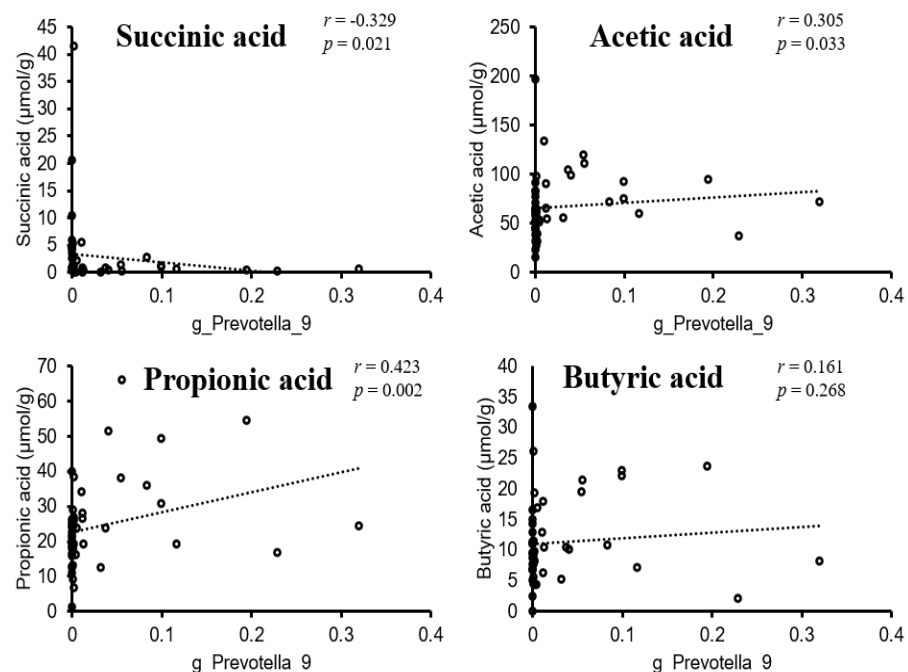 Succinic acid
r = -0.329
p = 0.021
45
40
35
30
25
20
15
10
5
0
Succinic acid (μmol/g)
0
0.1
0.2
0.3
0.4
g_Prevotella_9
Acetic acid
r = 0.305
p = 0.033
250
200
150
100
50
0
Acetic acid (μmol/g)
0
0.1
0.2
0.3
0.4
g_Prevotella_9
Propionic acid
r = 0.423
p = 0.002
70
60
50
40
30
20
10
0
Propionic acid (μmol/g)
0
0.1
0.2
0.3
0.4
g_Prevotella_9
Butyric acid
r = 0.161
p = 0.268
40
35
30
25
20
15
10
5
0
Butyric acid (μmol/g)
0
0.1
0.2
0.3
0.4
g_Prevotella_9